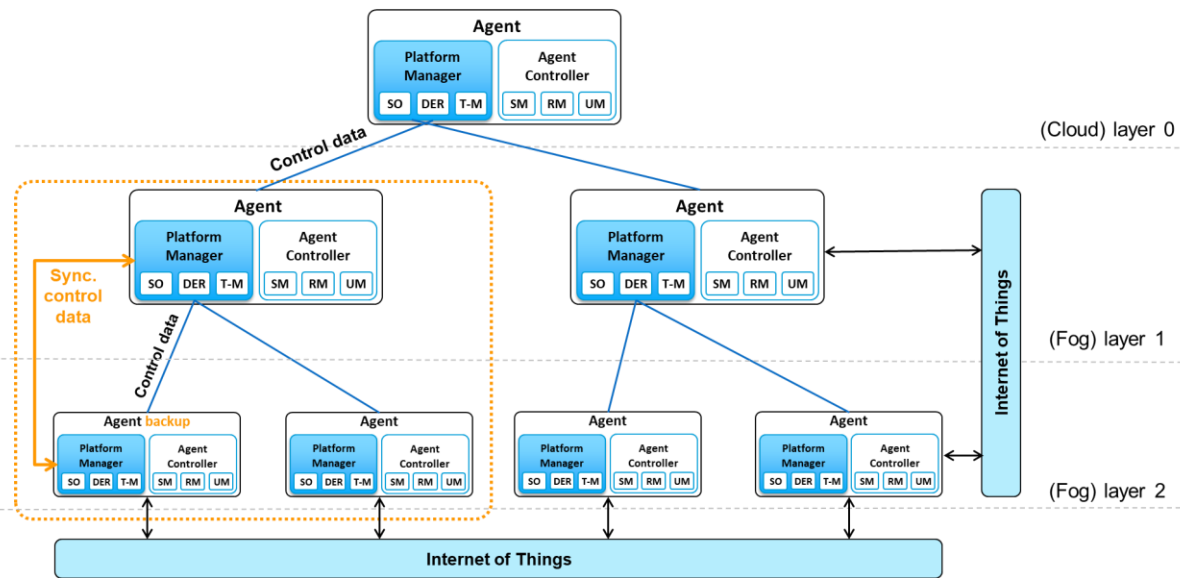 Agent
Platform
Manager
SO DER T-M
Agent
Controller
SM RM UM
(Cloud) layer 0
Control data
Agent
Platform
Manager
SO DER T-M
Agent
Controller
SM RM UM
Agent
Platform
Manager
SO DER T-M
Agent
Controller
SM RM UM
Sync.
control
data
Control data
Internet of Things
(Fog) layer 1
Agent backup
Platform
Manager
SO DER T-M
Agent
Controller
SM RM UM
Agent
Platform
Manager
SO DER T-M
Agent
Controller
SM RM UM
Agent
Platform
Manager
SO DER T-M
Agent
Controller
SM RM UM
Agent
Platform
Manager
SO DER T-M
Agent
Controller
SM RM UM
(Fog) layer 2
Internet of Things